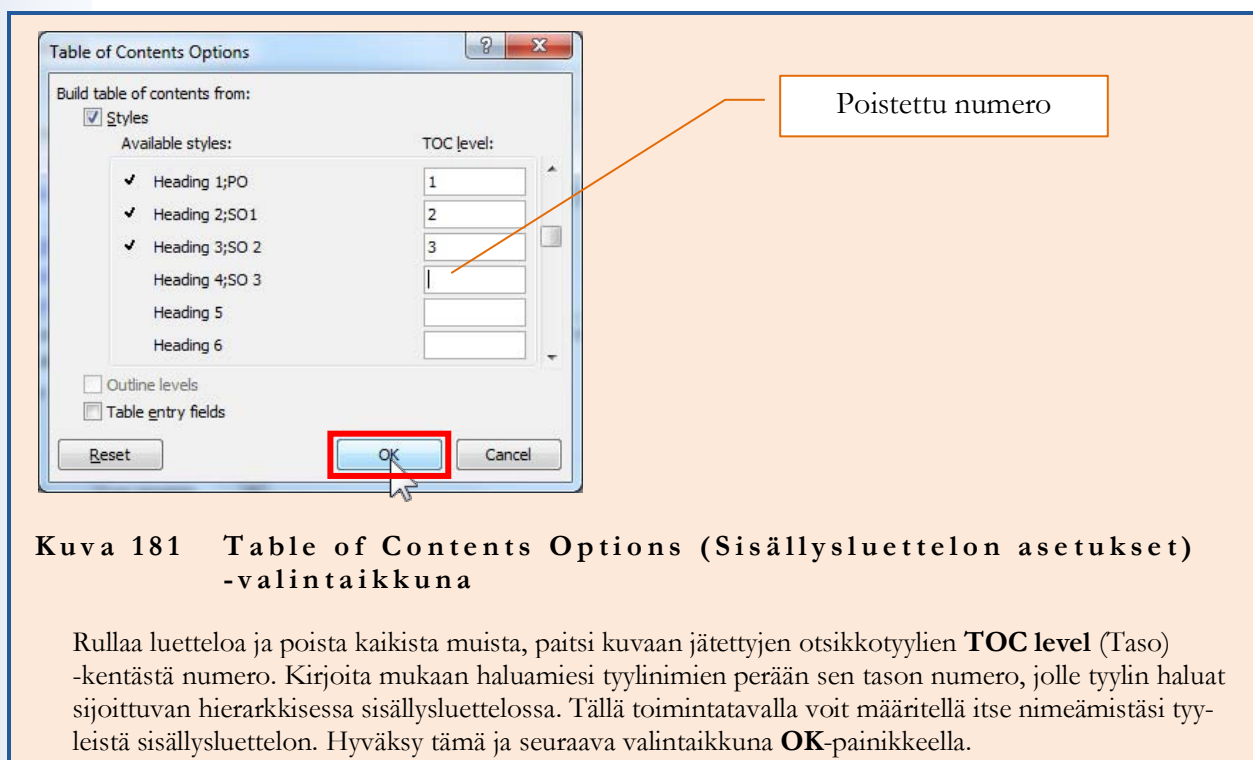 Table of Contents Options
Build table of contents from:
Styles
Available styles: TOC level:
Heading 1;PO 1
Heading 2;SO1 2
Heading 3;SO 2 3
Heading 4;SO 3
Heading 5
Heading 6
Outline levels
Table entry fields
Reset OK Cancel
Poistettu numero
Kuva 181 Table of Contents Options (Sisällysluettelon asetukset)
-valintaikkuna
Rullaa luetteloa ja poista kaikista muista, paitsi kuvaan jätettyjen otsikkotyylien TOC level (Taso)
-kentästä numero. Kirjoita mukaan haluamiesi tyylinimien perään sen tason numero, jolle tyylin haluat
sijoittuvan hierarkkisessa sisällysluettelossa. Tällä toimintatavalla voit määritellä itse nimeämistäsi tyy-
leistä sisällysluettelon. Hyväksy tämä ja seuraava valintaikkuna OK-painikkeella.